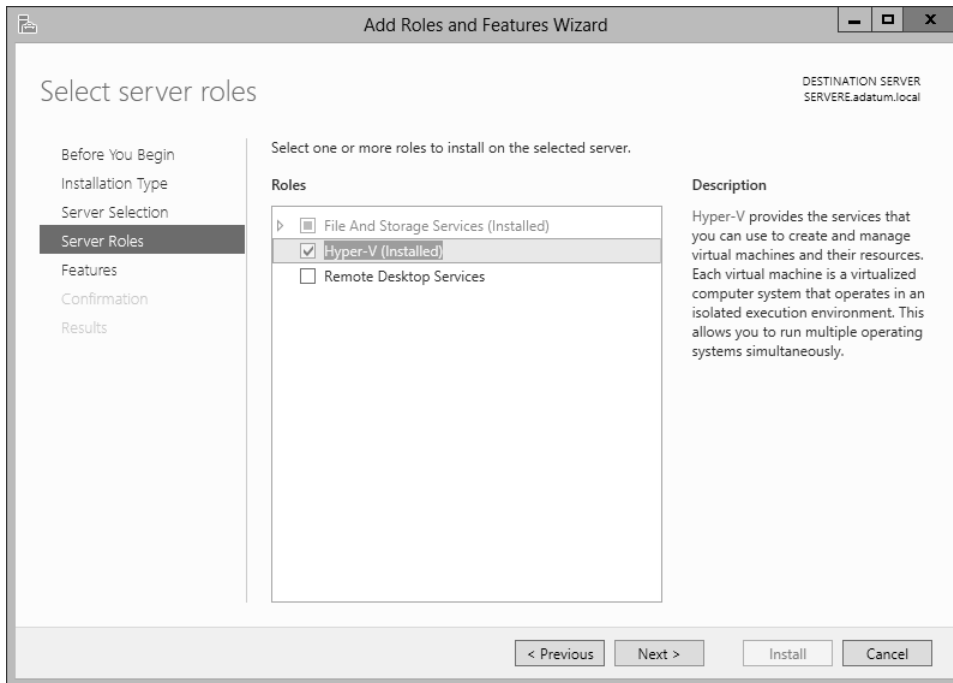 Add Roles and Features Wizard
Select server roles
DESTINATION SERVER
SERVERE.adatum.local
Before You Begin
Installation Type
Server Selection
Server Roles
Features
Confirmation
Results
Select one or more roles to install on the selected server.
Roles
File And Storage Services (Installed)
Hyper-V (Installed)
Remote Desktop Services
Description
Hyper-V provides the services that
you can use to create and manage
virtual machines and their resources.
Each virtual machine is a virtualized
computer system that operates in an
isolated execution environment. This
allows you to run multiple operating
systems simultaneously.
< Previous
Next >
Install
Cancel